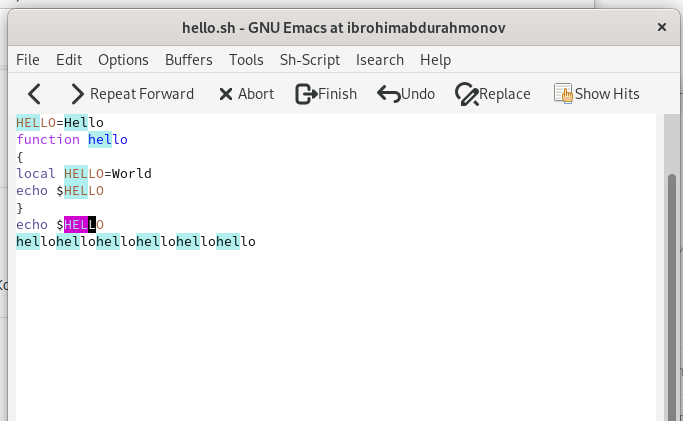 hello.sh - GNU Emacs at ibrohimabdurahmonov
File Edit Options Buffers Tools Sh-Script Isearch Help
Repeat Forward Abort Finish Undo Replace Show Hits
HELLO=Hello
function hello
{
local HELLO=World
echo $HELLO
}
echo $HELLO
hellohellohellohellohellohello